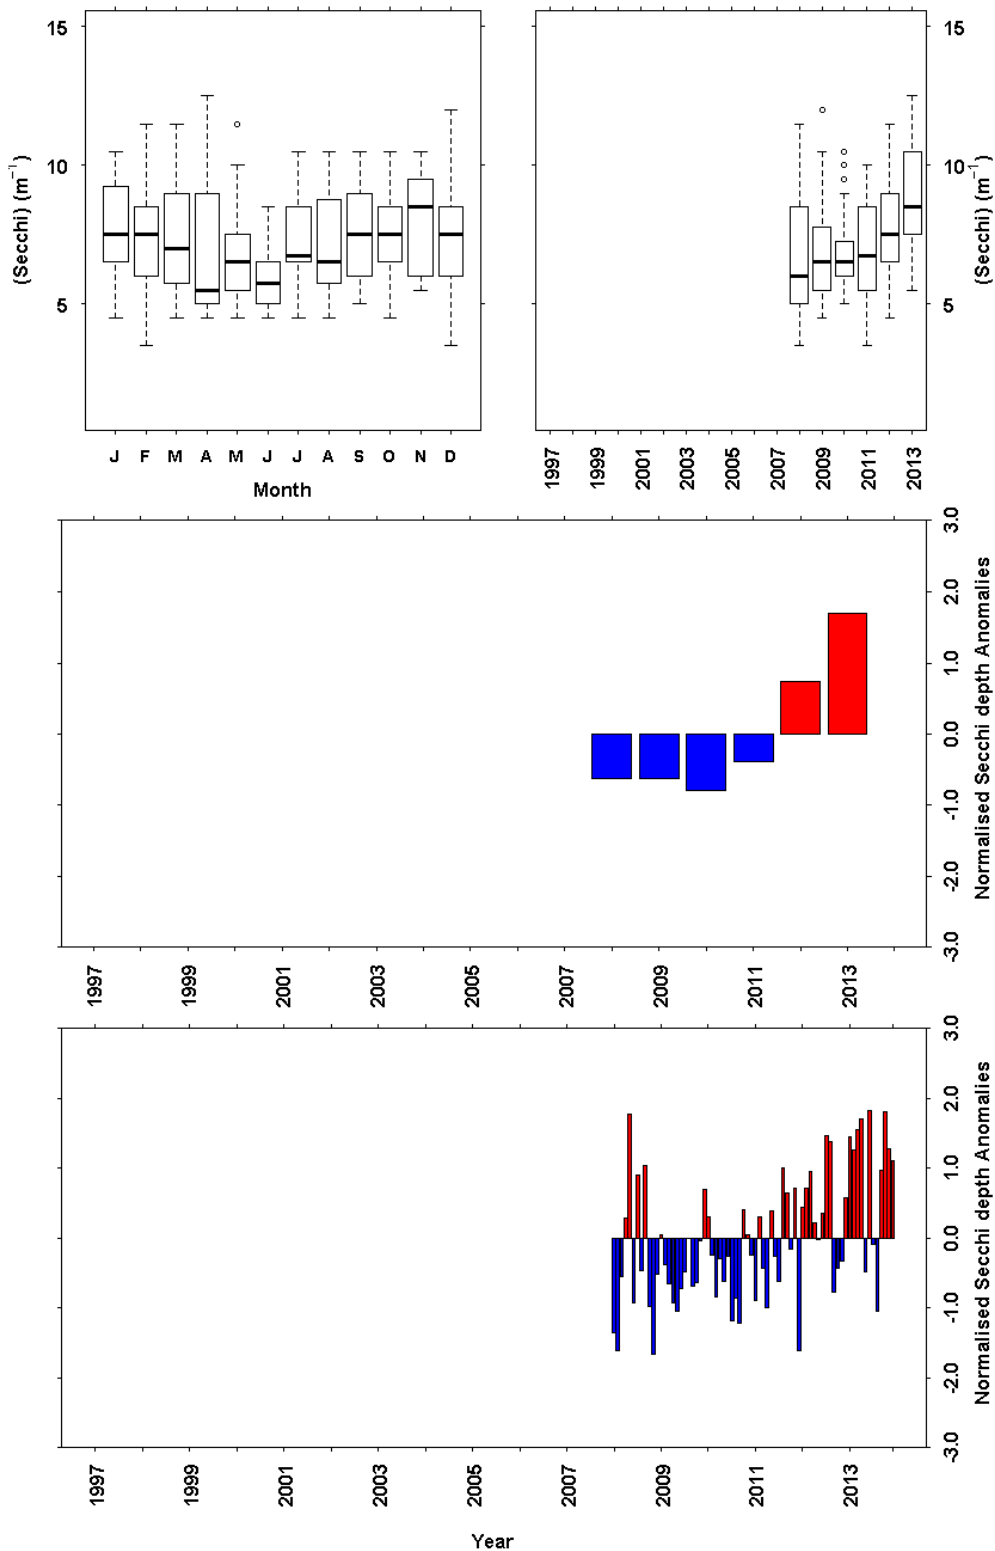 15
10
5
(Secchi) (m⁻¹)
J F M A M J J A S O N D
Month
15
10
5
(Secchi) (m⁻¹)
1997 1999 2001 2003 2005 2007 2009 2011 2013
3.0
2.0
1.0
0.0
-1.0
-2.0
-3.0
Normalised Secchi depth Anomalies
1997 1999 2001 2003 2005 2007 2009 2011 2013
3.0
2.0
1.0
0.0
-1.0
-2.0
-3.0
Normalised Secchi depth Anomalies
1997 1999 2001 2003 2005 2007 2009 2011 2013
Year